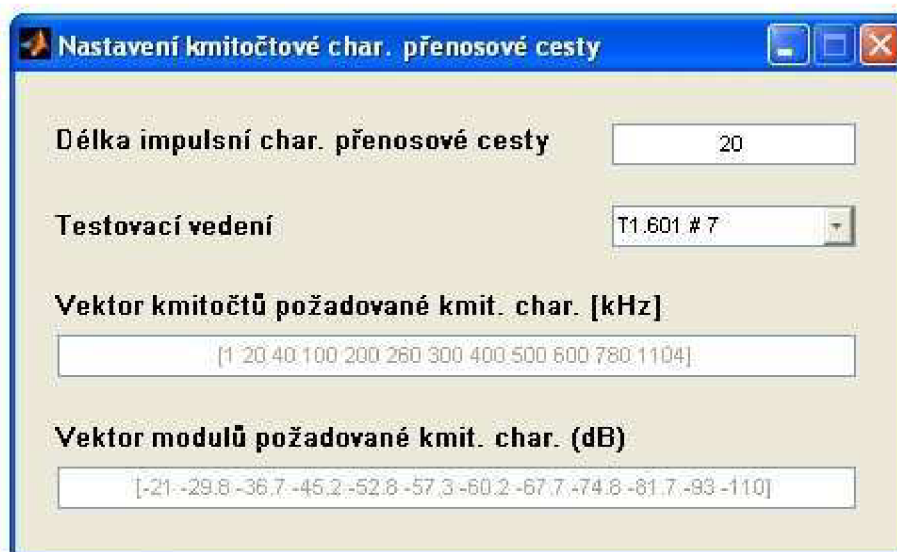 Nastavení kmitočtové char. přenosové cesty
Délka impulsní char. přenosové cesty
20
Testovací vedení
T1.601 # 7
Vektor kmitočtů požadované kmit. char. [kHz]
[1 20 40 100 200 260 300 400 500 600 780 1104]
Vektor modulů požadované kmit. char. (dB)
[-21 -29.8 -36.7 -45.2 -52.8 -57.3 -60.2 -67.7 -74.8 -81.7 -93 -110]